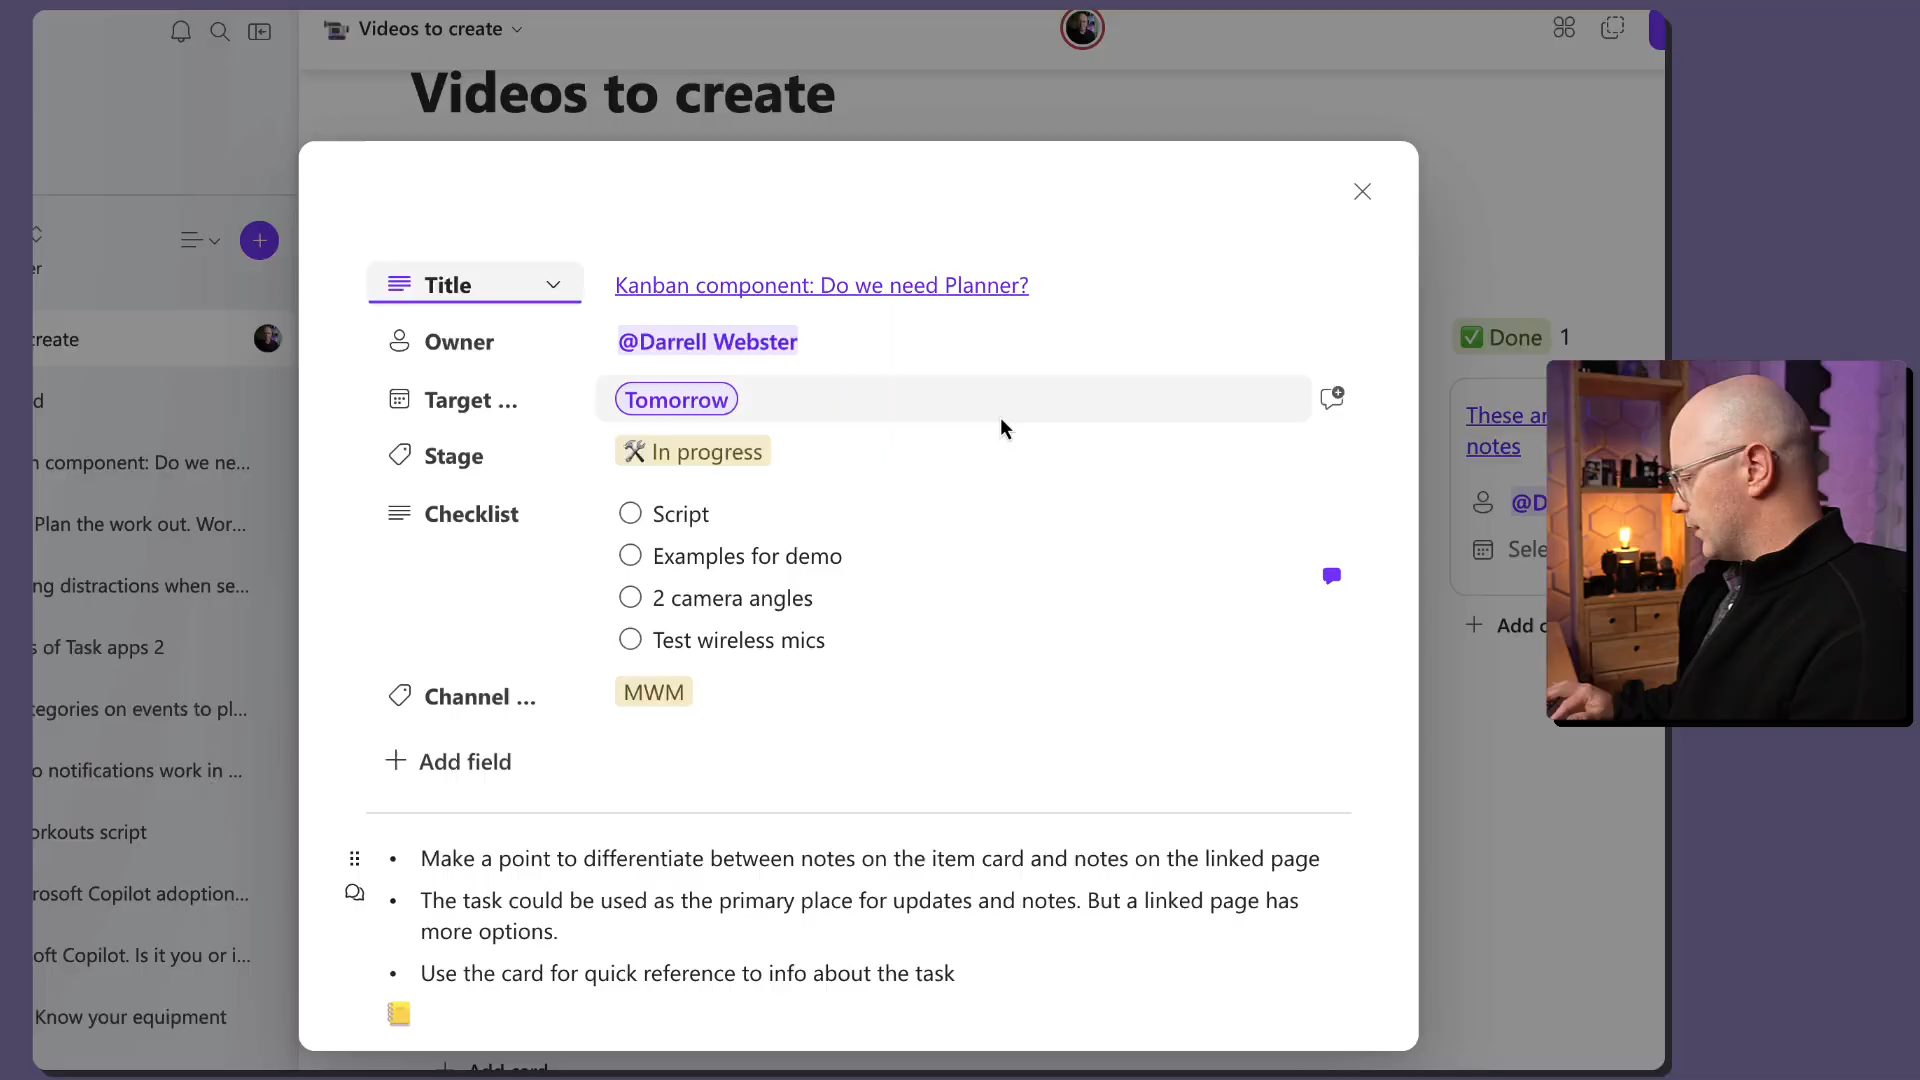 Videos to create
Videos to create
er
create
d
n component: Do we ne...
Plan the work out. Wor...
ng distractions when se...
s of Task apps 2
tegories on events to pl...
o notifications work in ...
orkouts script
rosoft Copilot adoption...
oft Copilot. Is it you or i...
Know your equipment
Title
Kanban component: Do we need Planner?
Owner
@Darrell Webster
Target ...
Tomorrow
Stage
In progress
Checklist
Script
Examples for demo
2 camera angles
Test wireless mics
Channel ...
MWM
Add field
• Make a point to differentiate between notes on the item card and notes on the linked page
• The task could be used as the primary place for updates and notes. But a linked page has
more options.
• Use the card for quick reference to info about the task
Add card
Done 1
These ar
notes
@D
Sele
Add c